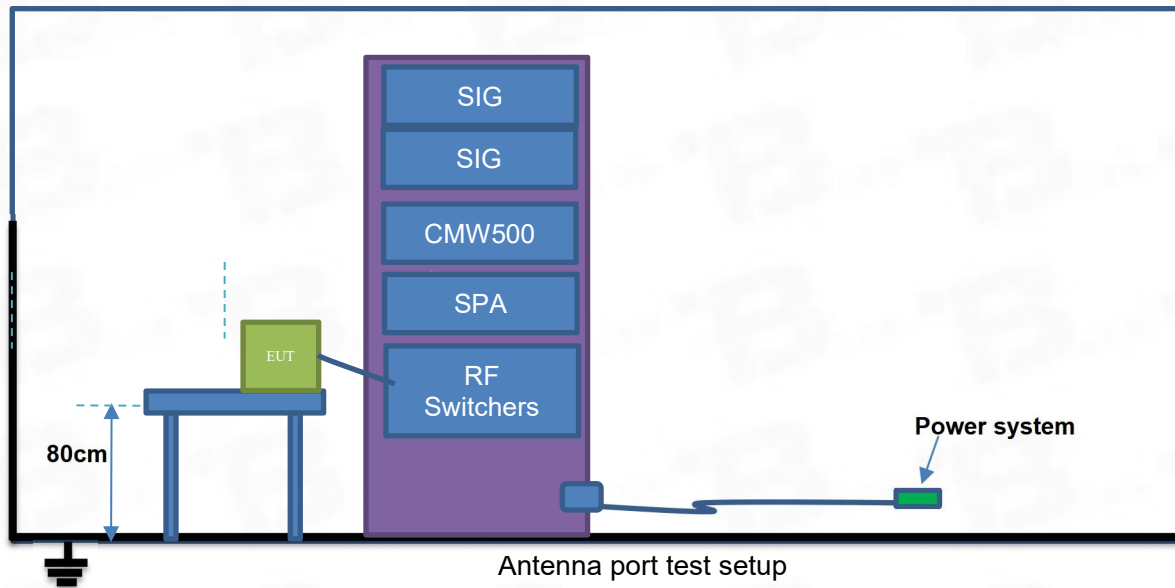 SIG
SIG
CMW500
SPA
EUT
RF
Switchers
80cm
Power system
Antenna port test setup